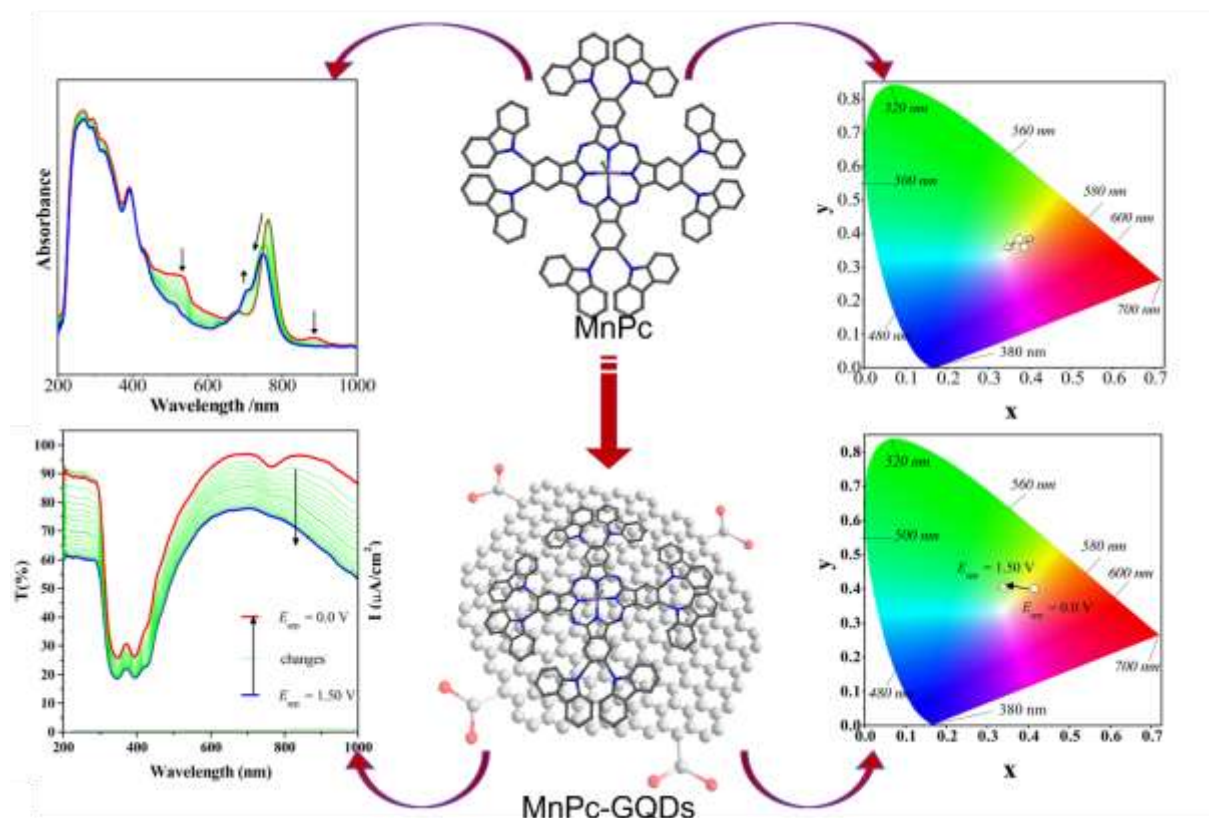 Absorbance
200
400
600
800
1000
Wavelength /nm
MnPc
0.8
0.7
0.6
0.5
0.4
0.3
0.2
0.1
0.0
y
520 nm
560 nm
500 nm
580 nm
600 nm
700 nm
480 nm
380 nm
0.0
0.1
0.2
0.3
0.4
0.5
0.6
0.7
x
100
90
80
70
60
50
40
30
20
10
0
T(%)
I (µA/cm²)
E = 0.0 V
changes
E = 1.50 V
200
400
600
800
1000
Wavelength (nm)
MnPc-GQDs
0.8
0.7
0.6
0.5
0.4
0.3
0.2
0.1
0.0
y
520 nm
560 nm
500 nm
580 nm
600 nm
E = 1.50 V
E = 0.0 V
700 nm
480 nm
380 nm
0.0
0.1
0.2
0.3
0.4
0.5
0.6
0.7
x